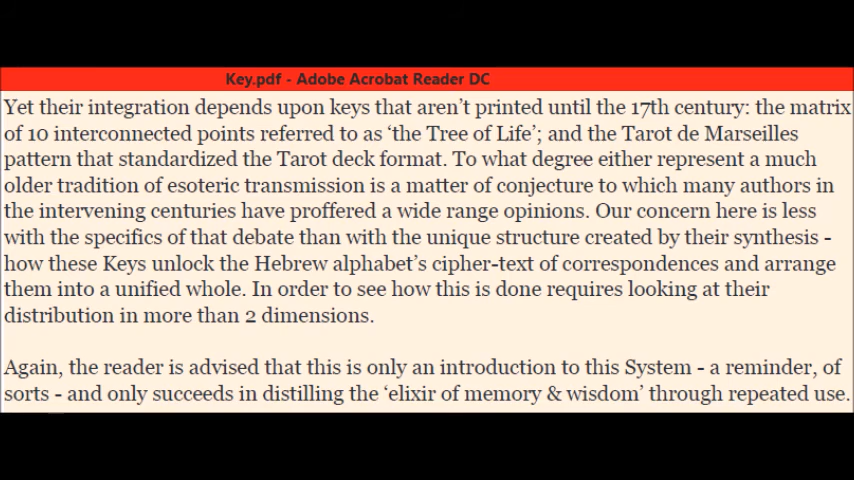 Key.pdf - Adobe Acrobat Reader DC
Yet their integration depends upon keys that aren't printed until the 17th century: the matrix
of 10 interconnected points referred to as 'the Tree of Life'; and the Tarot de Marseilles
pattern that standardized the Tarot deck format. To what degree either represent a much
older tradition of esoteric transmission is a matter of conjecture to which many authors in
the intervening centuries have proffered a wide range opinions. Our concern here is less
with the specifics of that debate than with the unique structure created by their synthesis -
how these Keys unlock the Hebrew alphabet's cipher-text of correspondences and arrange
them into a unified whole. In order to see how this is done requires looking at their
distribution in more than 2 dimensions.
Again, the reader is advised that this is only an introduction to this System - a reminder, of
sorts - and only succeeds in distilling the 'elixir of memory & wisdom' through repeated use.